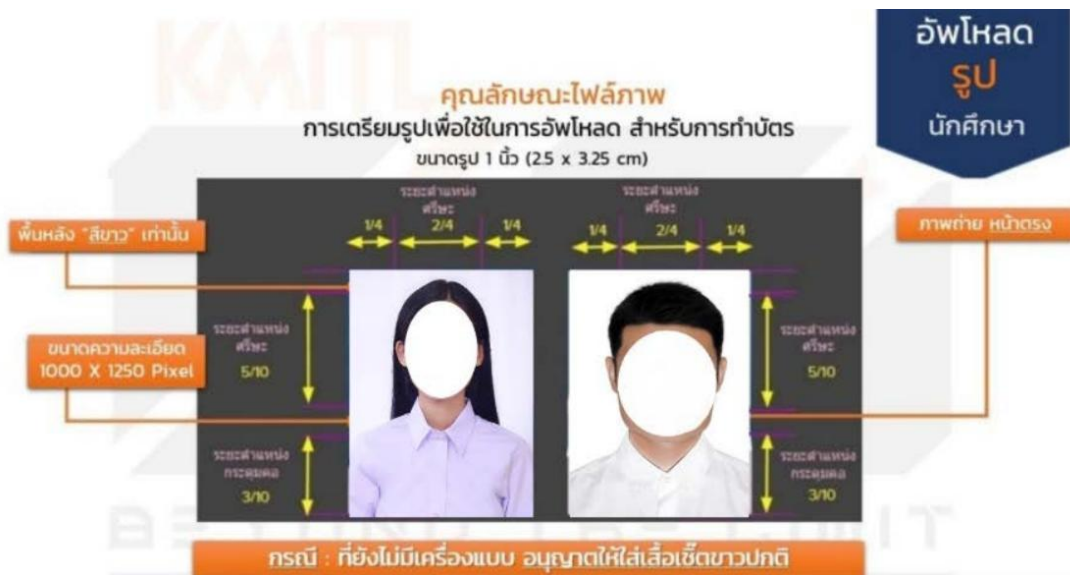 KMITL
อัพโหลด
รูป
นักศึกษา
คุณลักษณะไฟล์ภาพ
การเตรียมรูปเพื่อใช้ในการอัพโหลด สำหรับการทำบัตร
ขนาดรูป 1 นิ้ว (2.5 x 3.25 cm)
ระยะตำแหน่ง
ศรีษะ
1/4 2/4 1/4
ระยะตำแหน่ง
ศรีษะ
1/4 2/4 1/4
พื้นหลัง "สีขาว" เท่านั้น
ภาพถ่าย หน้าตรง
ระยะตำแหน่ง
ศรีษะ
5/10
ขนาดความละเอียด
1000 X 1250 Pixel
ระยะตำแหน่ง
ศรีษะ
5/10
ระยะตำแหน่ง
กระดุมคอ
3/10
ระยะตำแหน่ง
กระดุมคอ
3/10
BEYOND THE LIMIT
กรณี : ที่ยังไม่มีเครื่องแบบ อนุญาตให้ใส่เสื้อเชิ้ตขาวปกติ